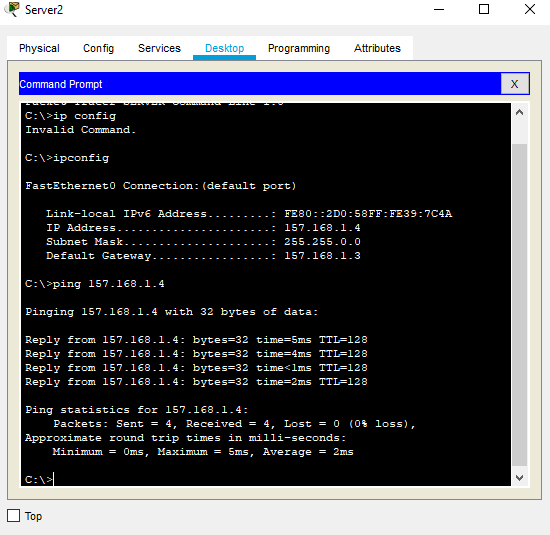 Server2
Physical Config Services Desktop Programming Attributes
Command Prompt
X
Packet Tracer SERVER Command Line 1.0
C:\>ip config
Invalid Command.
C:\>ipconfig
FastEthernet0 Connection:(default port)
Link-local IPv6 Address.........: FE80::2D0:58FF:FE39:7C4A
IP Address......................: 157.168.1.4
Subnet Mask.....................: 255.255.0.0
Default Gateway.................: 157.168.1.3
C:\>ping 157.168.1.4
Pinging 157.168.1.4 with 32 bytes of data:
Reply from 157.168.1.4: bytes=32 time=5ms TTL=128
Reply from 157.168.1.4: bytes=32 time=4ms TTL=128
Reply from 157.168.1.4: bytes=32 time<1ms TTL=128
Reply from 157.168.1.4: bytes=32 time=2ms TTL=128
Ping statistics for 157.168.1.4:
Packets: Sent = 4, Received = 4, Lost = 0 (0% loss),
Approximate round trip times in milli-seconds:
Minimum = 0ms, Maximum = 5ms, Average = 2ms
C:\>
Top